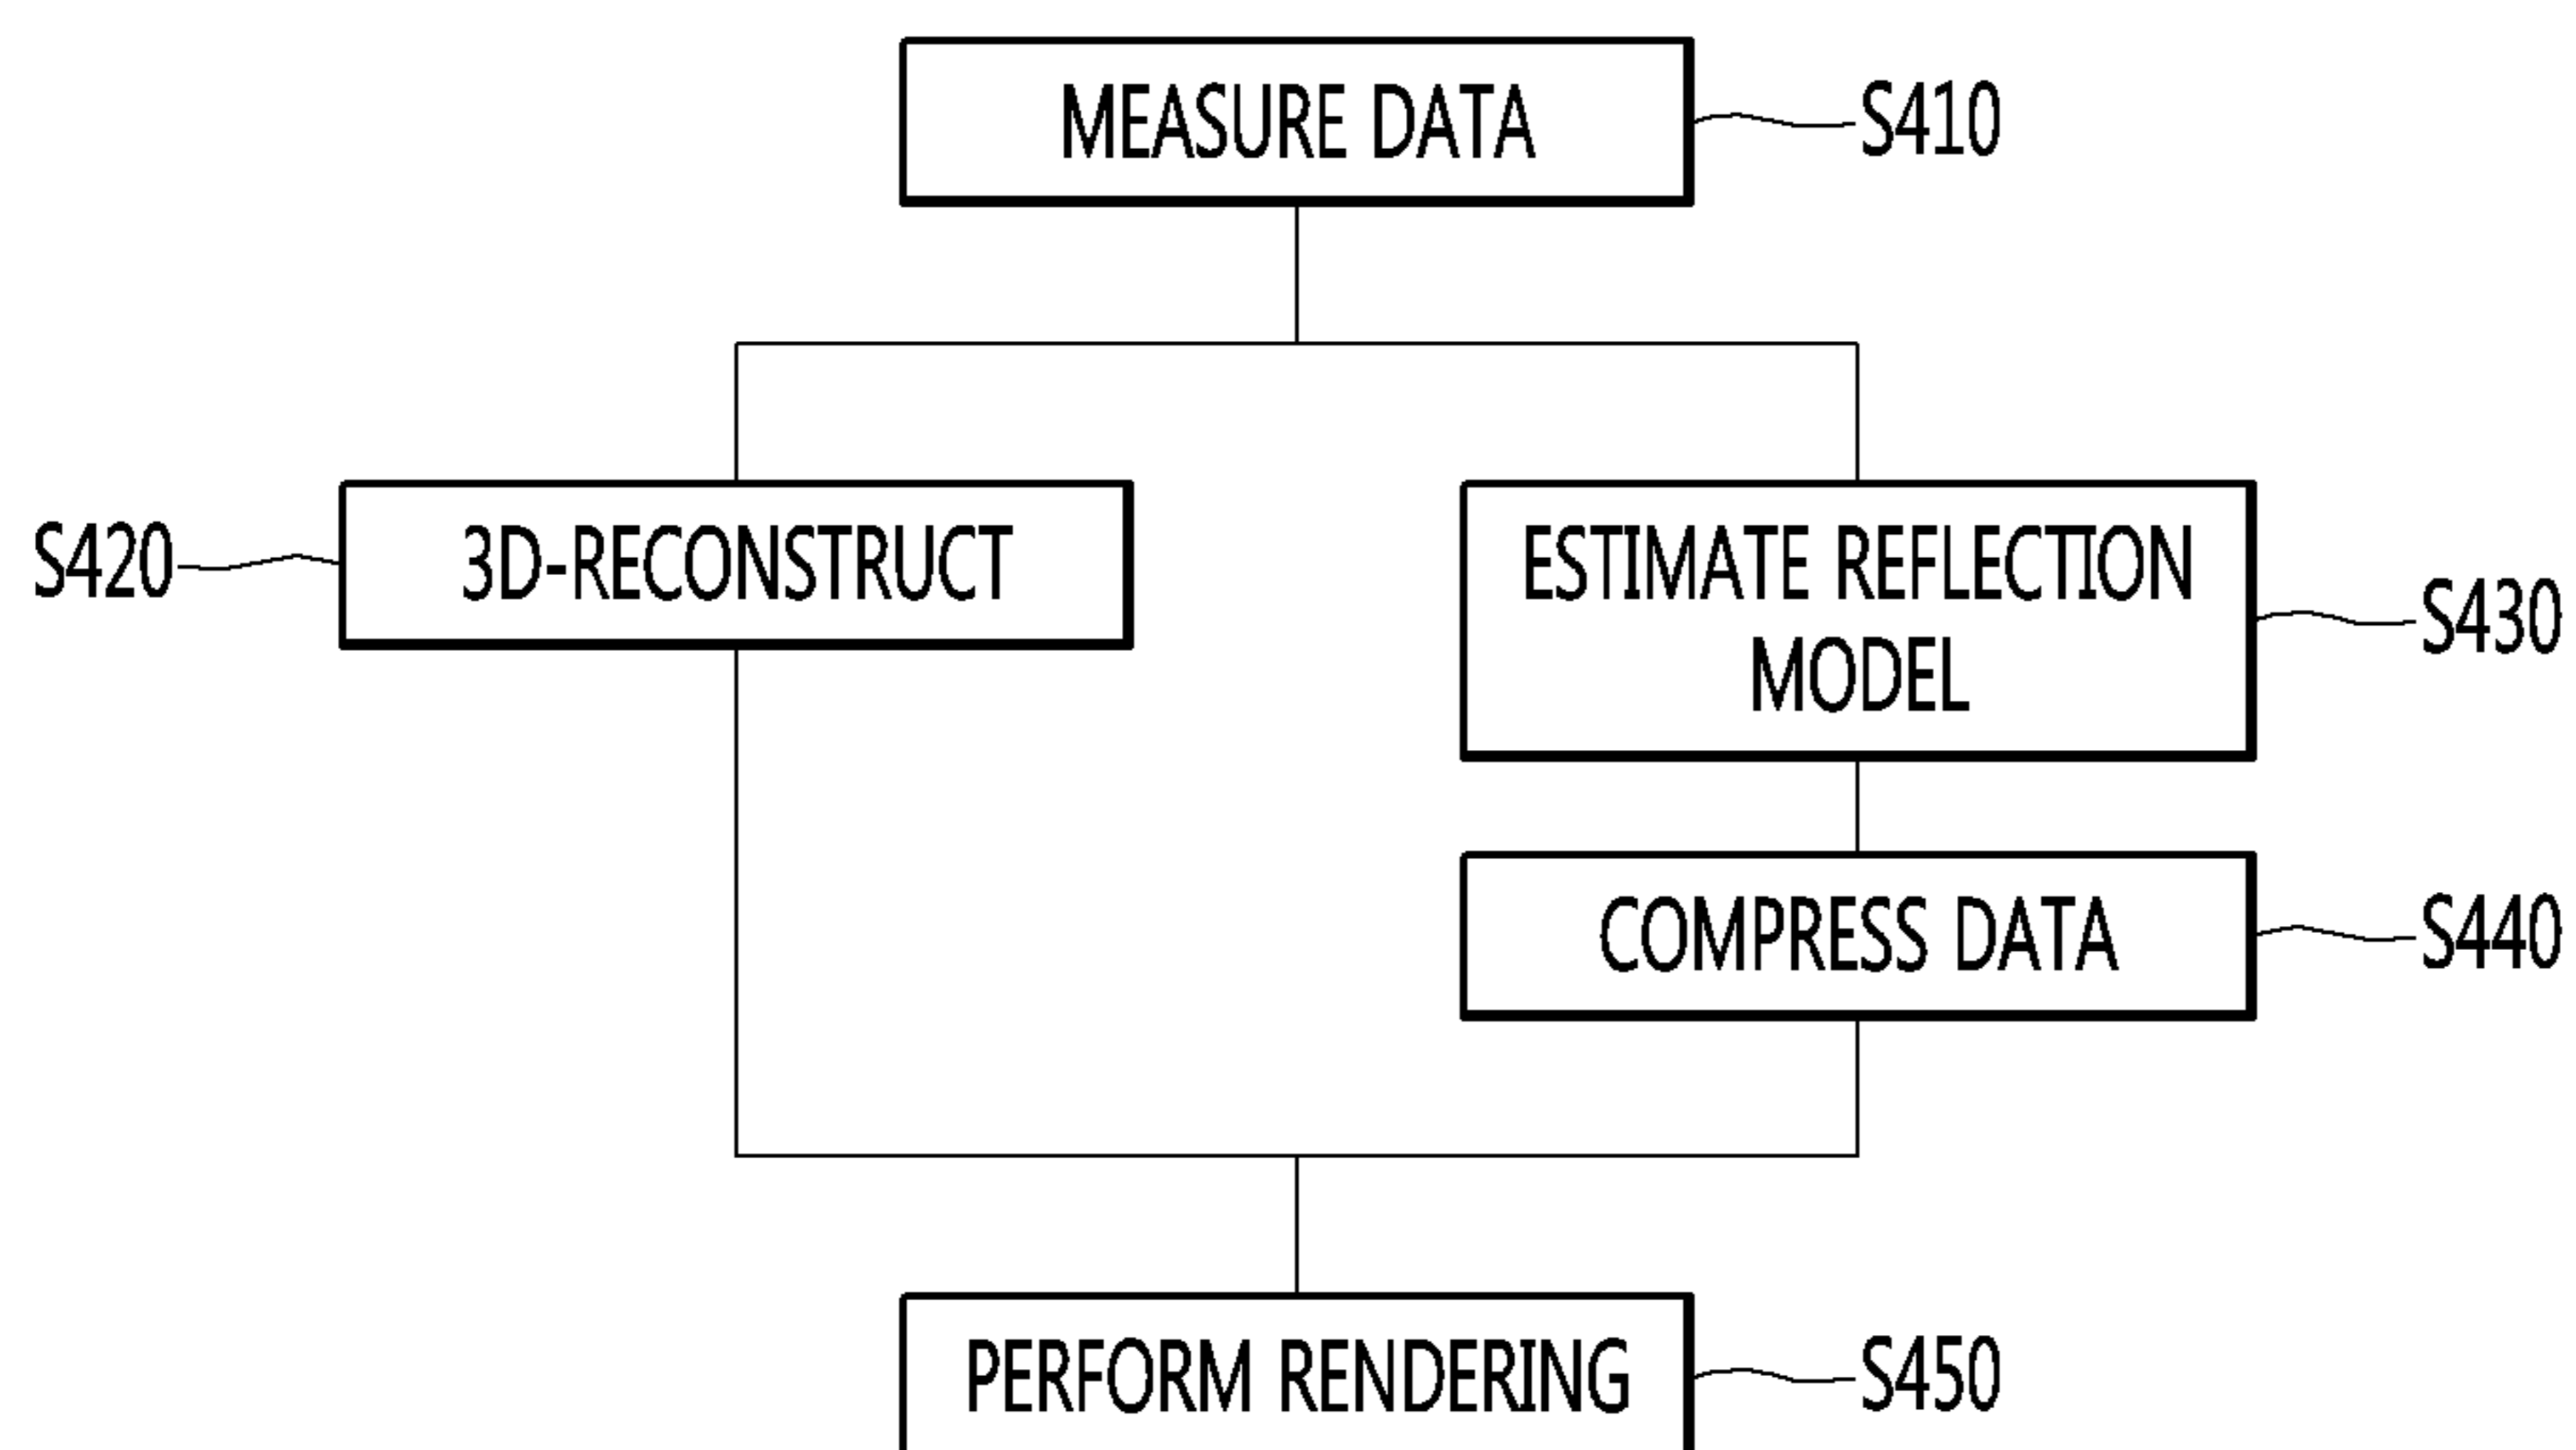 MEASURE DATA
S410
S420
3D-RECONSTRUCT
ESTIMATE REFLECTION
MODEL
S430
COMPRESS DATA
S440
PERFORM RENDERING
S450